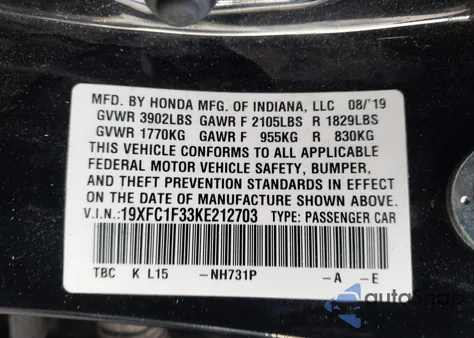 MFD. BY HONDA MFG. OF INDIANA, LLC 08/'19
GVWR 3902LBS GAWR F 2105LBS R 1829LBS
GVWR 1770KG GAWR F 955KG R 830KG
THIS VEHICLE CONFORMS TO ALL APPLICABLE
FEDERAL MOTOR VEHICLE SAFETY, BUMPER,
AND THEFT PREVENTION STANDARDS IN EFFECT
ON THE DATE OF MANUFACTURE SHOWN ABOVE.
V.I.N.:19XFC1F33KE212703 TYPE: PASSENGER CAR
TBC K L15 -NH731P -A -E